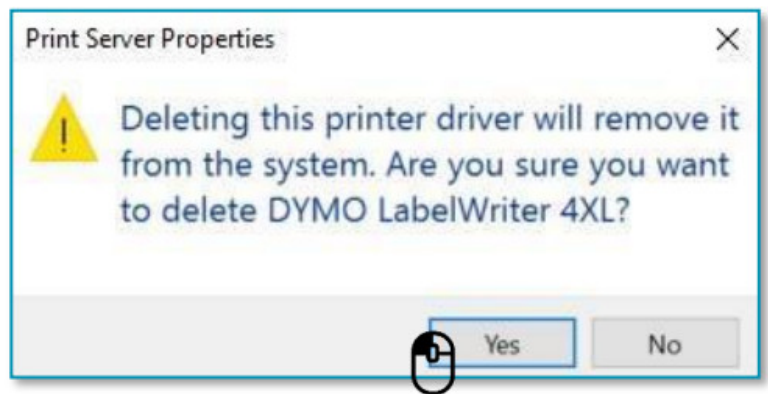 Print Server Properties
Deleting this printer driver will remove it
from the system. Are you sure you want
to delete DYMO LabelWriter 4XL?
Yes
No